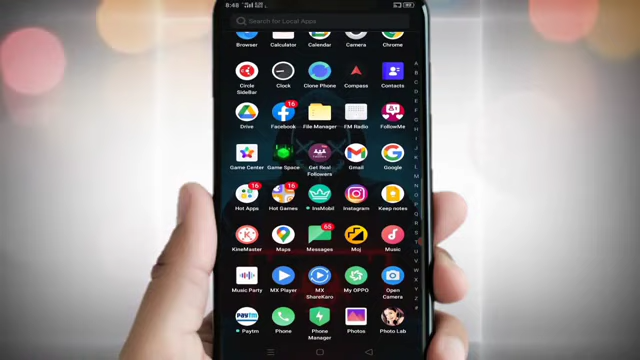 8:48
Search for Local Apps
Browser Calculator Calendar Camera Chrome
Circle SideBar Clock Clone Phone Compass Contacts
16
Drive Facebook File Manager FM Radio FollowMe
Game Center Game Space Get Real Followers Gmail Google
16 16
Hot Apps Hot Games InsMobil Instagram Keep notes
65
KineMaster Maps Messages Moj Music
Music Party MX Player MX ShareKaro My OPPO Open Camera
paytm
Paytm Phone Phone Manager Photos Photo Lab